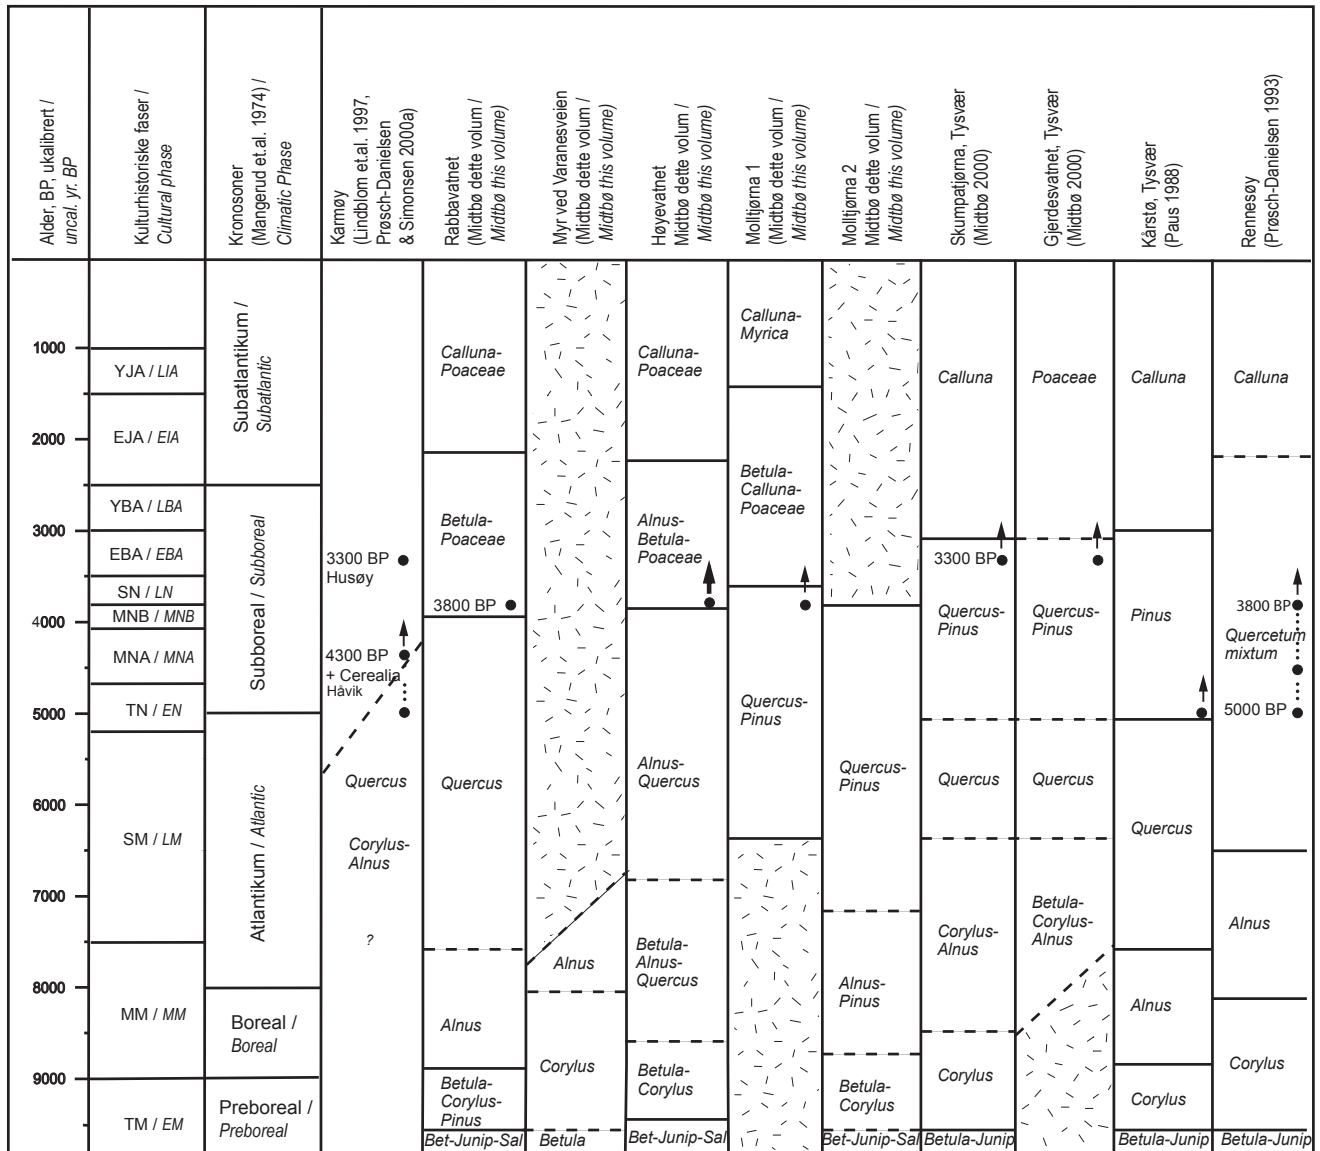 Alder, BP, ukalibrert /
uncal. yr. BP
Kulturhistoriske faser /
Cultural phase
Kronosoner
(Mangerud et.al. 1974) /
Climatic Phase
Karmøy
(Lindblom et.al. 1997,
Prøsch-Danielsen
& Simonsen 2000a)
Rabbavatnet
(Midtbø dette volum /
Midtbø this volume)
Myr ved Varanesveien
(Midtbø dette volum /
Midtbø this volume)
Høyevatnet
Midtbø dette volum /
Midtbø this volume)
Molltjørna 1
(Midtbø dette volum /
Midtbø this volume)
Molltjørna 2
Midtbø dette volum /
Midtbø this volume)
Skumpatjørna, Tysvær
(Midtbø 2000)
Gjerdesvatnet, Tysvær
(Midtbø 2000)
Kårstø, Tysvær
(Paus 1988)
Rennesøy
(Prøsch-Danielsen 1993)
1000
2000
3000
4000
5000
6000
7000
8000
9000
YJA / LIA
EJA / EIA
YBA / LBA
EBA / EBA
SN / LN
MNB / MNB
MNA / MNA
TN / EN
SM / LM
MM / MM
TM / EM
Subatlantikum /
Subatlantic
Subboreal / Subboreal
Atlantikum / Atlantic
Boreal /
Boreal
Preboreal /
Preboreal
3300 BP
Husøy
4300 BP
+ Cerealia
Håvik
Quercus
Corylus-
Alnus
?
Calluna-
Poaceae
Betula-
Poaceae
3800 BP
Quercus
Alnus
Betula-
Corylus-
Pinus
Bet-Junip-Sal
Alnus
Corylus
Betula
Calluna-
Poaceae
Alnus-
Betula-
Poaceae
Alnus-
Quercus
Betula-
Alnus-
Quercus
Betula-
Corylus
Bet-Junip-Sal
Calluna-
Myrica
Betula-
Calluna-
Poaceae
Quercus-
Pinus
Quercus-
Pinus
Alnus-
Pinus
Betula-
Corylus
Bet-Junip-Sal
Calluna
3300 BP
Quercus-
Pinus
Quercus
Corylus-
Alnus
Corylus
Betula-Junip
Poaceae
Quercus-
Pinus
Quercus
Betula-
Corylus-
Alnus
Calluna
Pinus
Quercus
Alnus
Corylus
Betula-Junip
Calluna
3800 BP
Quercetum
mixtum
5000 BP
Alnus
Corylus
Betula-Junip